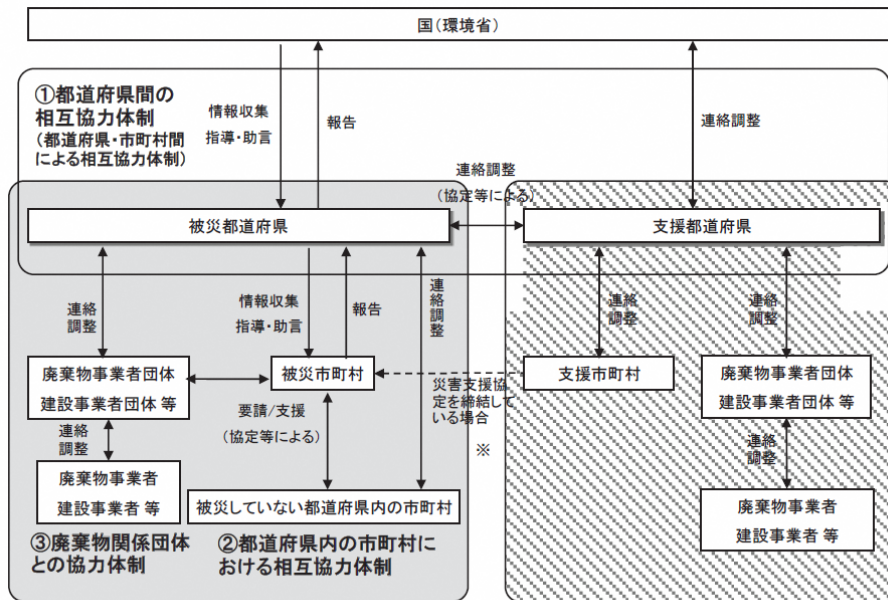 国(環境省)
①都道府県間の
相互協力体制
(都道府県・市町村間
による相互協力体制)
情報収集
指導・助言
報告
連絡調整
連絡調整
(協定等による)
被災都道府県
支援都道府県
連絡
調整
情報収集
指導・助言
報告
連絡調整
連絡
調整
連絡
調整
廃棄物事業者団体
建設事業者団体 等
被災市町村
災害支援協
定を締結して
いる場合
※
支援市町村
廃棄物事業者団体
建設事業者団体 等
要請/支援
(協定等による)
連絡
調整
連絡
調整
廃棄物事業者
建設事業者 等
被災していない都道府県内の市町村
廃棄物事業者
建設事業者 等
③廃棄物関係団体
との協力体制
②都道府県内の市町村に
おける相互協力体制